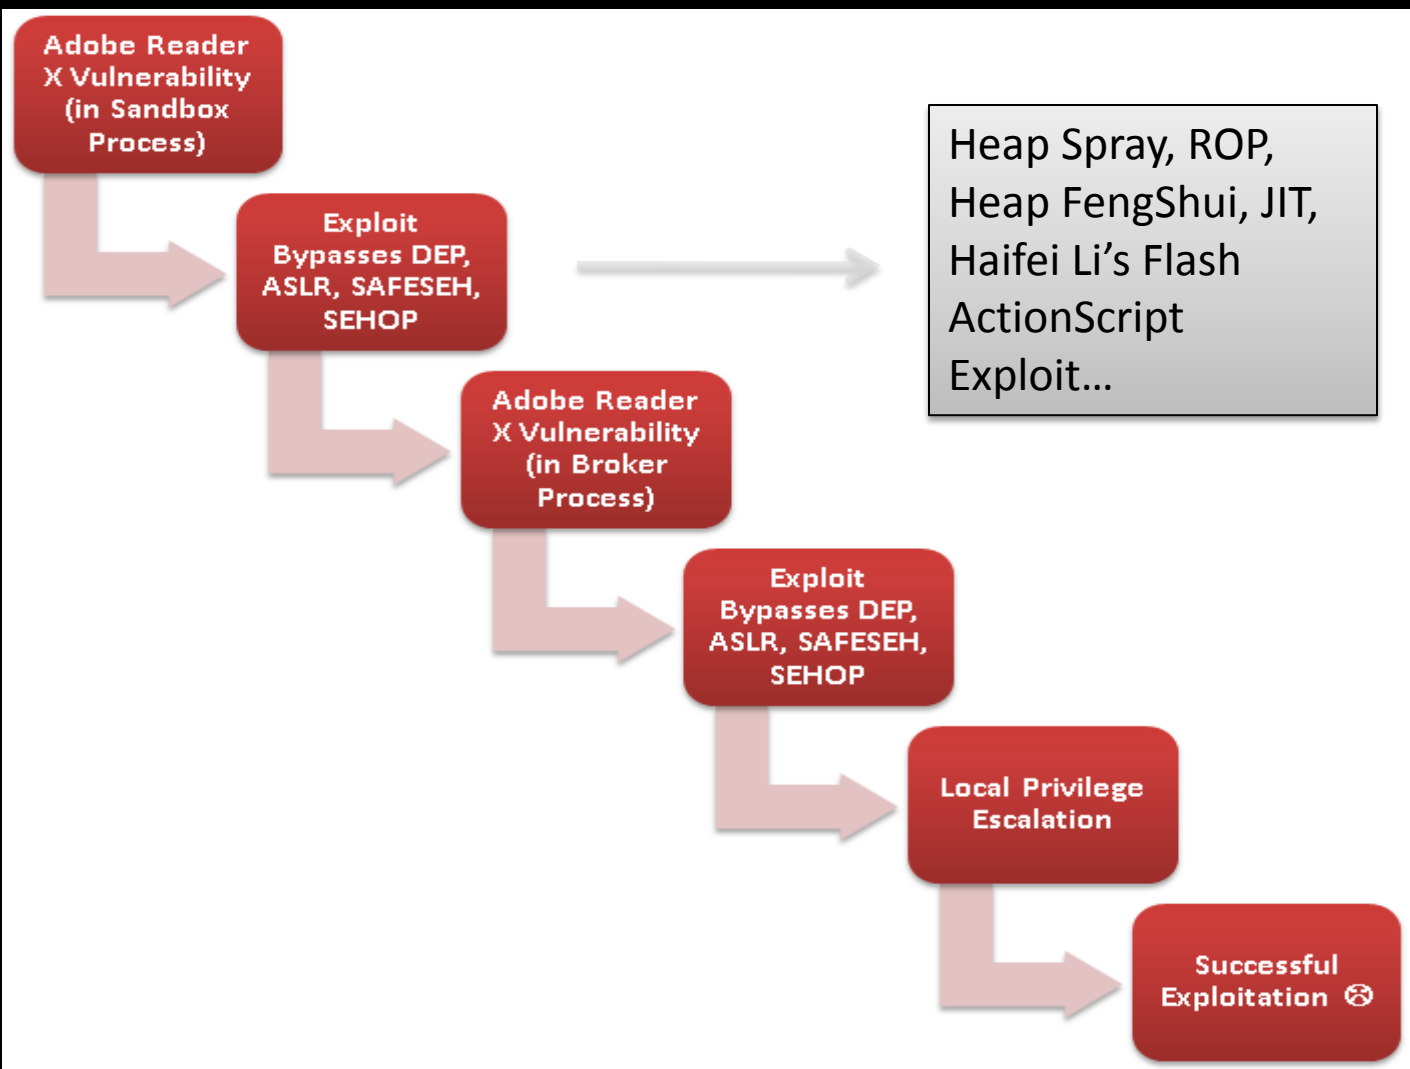 Adobe Reader
X Vulnerability
(in Sandbox
Process)
Exploit
Bypasses DEP,
ASLR, SAFESEH,
SEHOP
Heap Spray, ROP,
Heap FengShui, JIT,
Haifei Li’s Flash
ActionScript
Exploit…
Adobe Reader
X Vulnerability
(in Broker
Process)
Exploit
Bypasses DEP,
ASLR, SAFESEH,
SEHOP
Local Privilege
Escalation
Successful
Exploitation ☹